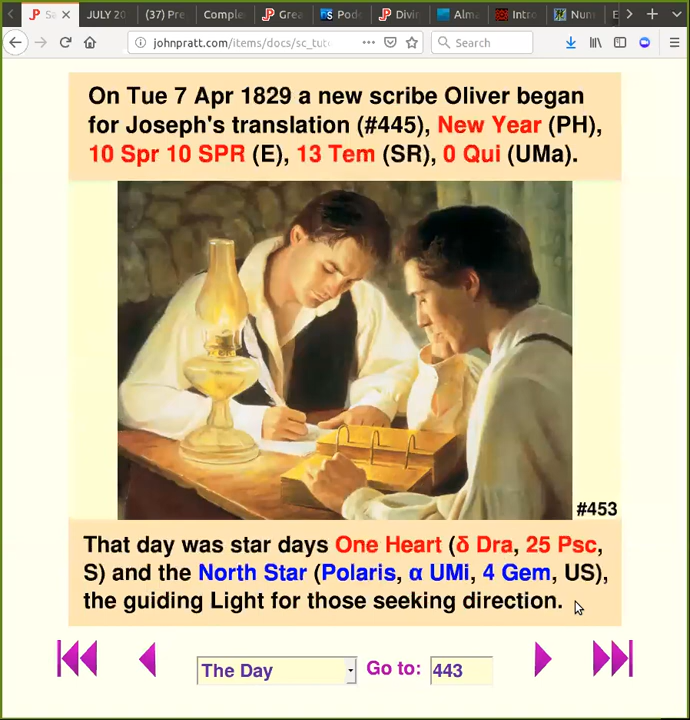 S
JULY 20
(37) Pre
Comple
Grea
Pode
Divin
Alma
Intro
Num
E
johnpratt.com/items/docs/sc_tut
Search
On Tue 7 Apr 1829 a new scribe Oliver began
for Joseph's translation (#445), New Year (PH),
10 Spr 10 SPR (E), 13 Tem (SR), 0 Qui (UMa).
#453
That day was star days One Heart (δ Dra, 25 Psc,
S) and the North Star (Polaris, α UMi, 4 Gem, US),
the guiding Light for those seeking direction.
The Day
Go to:
443